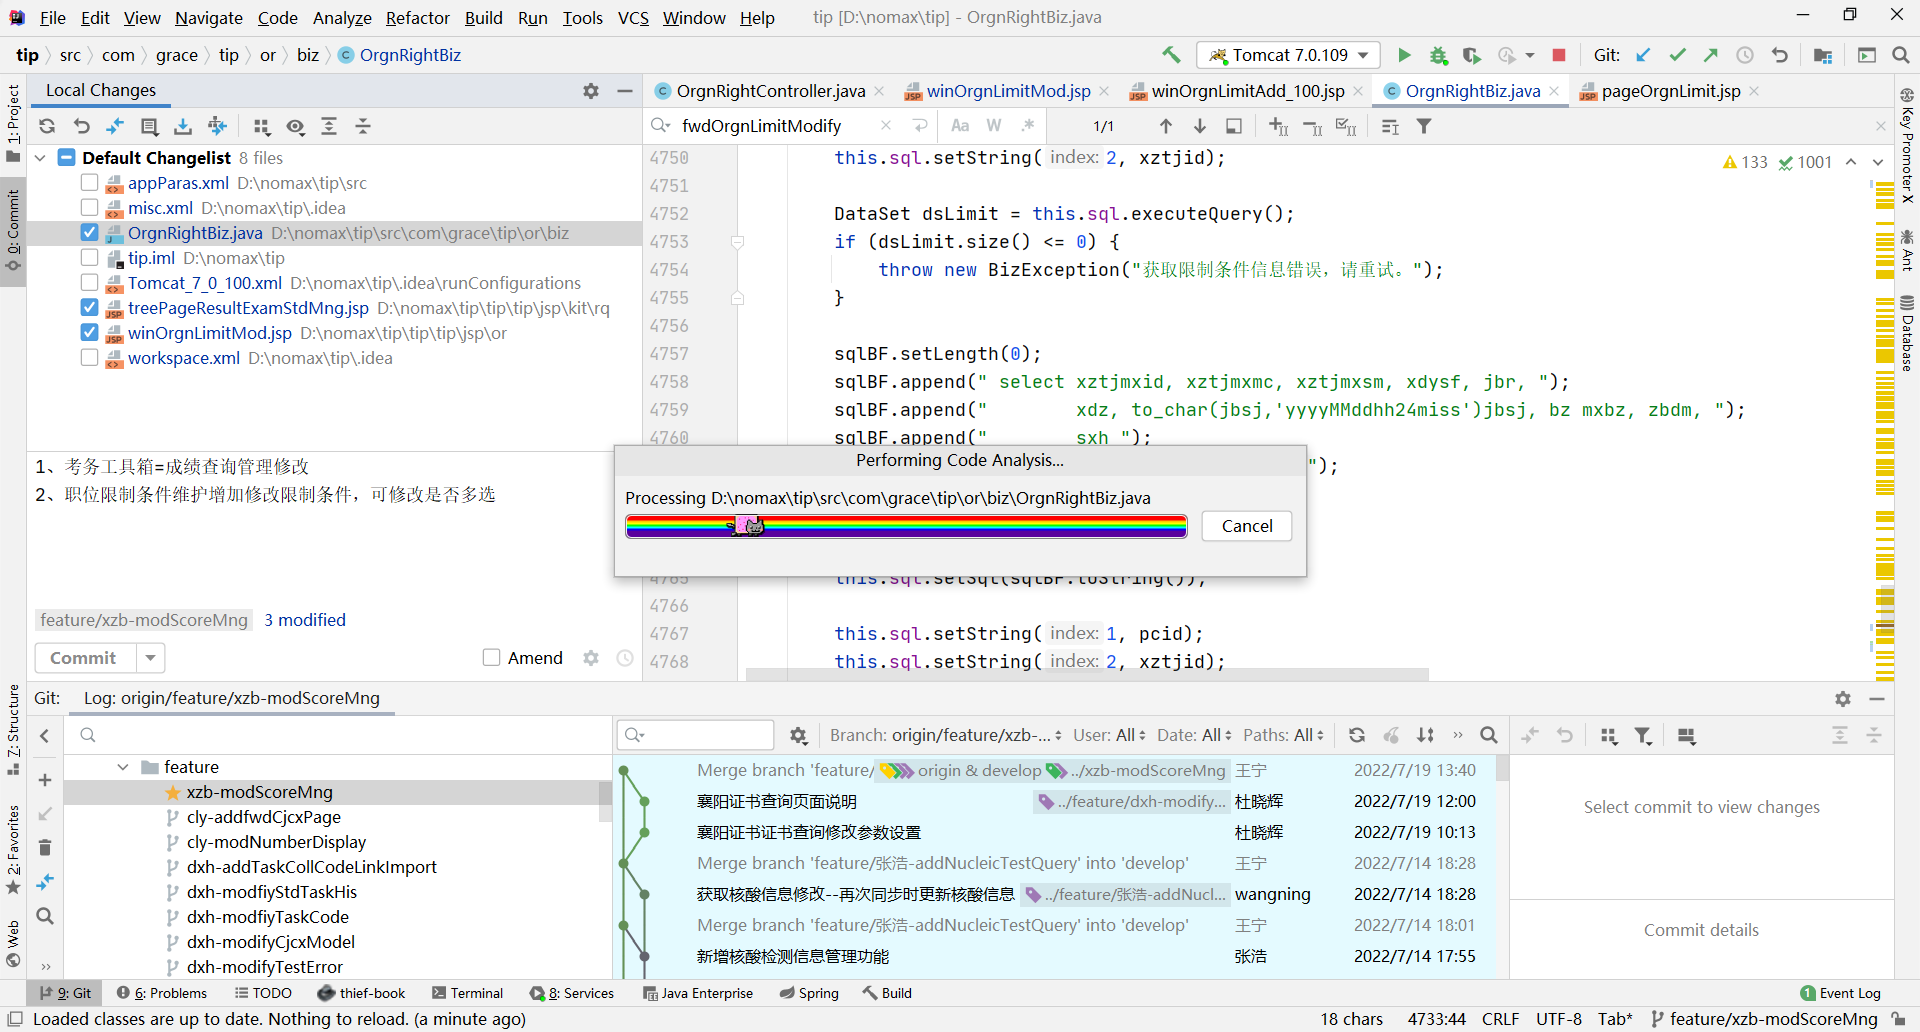 File Edit View Navigate Code Analyze Refactor Build Run Tools VCS Window Help tip [D:\nomax\tip] - OrgnRightBiz.java
tip src com grace tip or biz OrgnRightBiz Tomcat 7.0.109 Git:
Local Changes
OrgnRightController.java winOrgnLimitMod.jsp winOrgnLimitAdd_100.jsp OrgnRightBiz.java pageOrgnLimit.jsp
fwdOrgnLimitModify Aa W .* 1/1
1: Project
0: Commit
7: Structure
2: Favorites
Web
Key Promoter X
Ant
Database
Default Changelist 8 files
appParas.xml D:\nomax\tip\src
misc.xml D:\nomax\tip\.idea
OrgnRightBiz.java D:\nomax\tip\src\com\grace\tip\or\biz
tip.iml D:\nomax\tip
Tomcat_7_0_100.xml D:\nomax\tip\.idea\runConfigurations
treePageResultExamStdMng.jsp D:\nomax\tip\tip\tip\jsp\kit\rq
winOrgnLimitMod.jsp D:\nomax\tip\tip\tip\jsp\or
workspace.xml D:\nomax\tip\.idea
1、考务工具箱=成绩查询管理修改
2、职位限制条件维护增加修改限制条件，可修改是否多选
feature/xzb-modScoreMng 3 modified
Commit Amend
133 1001
4750 this.sql.setString( index: 2, xztjid);
4751
4752 DataSet dsLimit = this.sql.executeQuery();
4753 if (dsLimit.size() <= 0) {
4754 throw new BizException("获取限制条件信息错误，请重试。");
4755 }
4756
4757 sqlBF.setLength(0);
4758 sqlBF.append(" select xztjmxid, xztjmxmc, xztjmxsm, xdysf, jbr, ");
4759 sqlBF.append(" xdz, to_char(jbsj,'yyyyMMddhh24miss')jbsj, bz mxbz, zbdm, ");
4760 sqlBF.append(" sxh ");
");
Performing Code Analysis...
Processing D:\nomax\tip\src\com\grace\tip\or\biz\OrgnRightBiz.java
Cancel
4765 this.sql.setSql(sqlBF.toString());
4766
4767 this.sql.setString( index: 1, pcid);
4768 this.sql.setString( index: 2, xztjid);
Git: Log: origin/feature/xzb-modScoreMng
Branch: origin/feature/xzb-... User: All Date: All Paths: All
feature
xzb-modScoreMng
cly-addfwdCjcxPage
cly-modNumberDisplay
dxh-addTaskCollCodeLinkImport
dxh-modfiyStdTaskHis
dxh-modfiyTaskCode
dxh-modifyCjcxModel
dxh-modifyTestError
Merge branch 'feature/ origin & develop ../xzb-modScoreMng 王宁 2022/7/19 13:40
襄阳证书查询页面说明 ../feature/dxh-modify... 杜晓辉 2022/7/19 12:00
襄阳证书证书查询修改参数设置 杜晓辉 2022/7/19 10:13
Merge branch 'feature/张浩-addNucleicTestQuery' into 'develop' 王宁 2022/7/14 18:28
获取核酸信息修改--再次同步时更新核酸信息 ../feature/张浩-addNucl... wangning 2022/7/14 18:28
Merge branch 'feature/张浩-addNucleicTestQuery' into 'develop' 王宁 2022/7/14 18:01
新增核酸检测信息管理功能 张浩 2022/7/14 17:55
Select commit to view changes
Commit details
9: Git 6: Problems TODO thief-book Terminal 8: Services Java Enterprise Spring Build 1 Event Log
Loaded classes are up to date. Nothing to reload. (a minute ago) 18 chars 4733:44 CRLF UTF-8 Tab* feature/xzb-modScoreMng